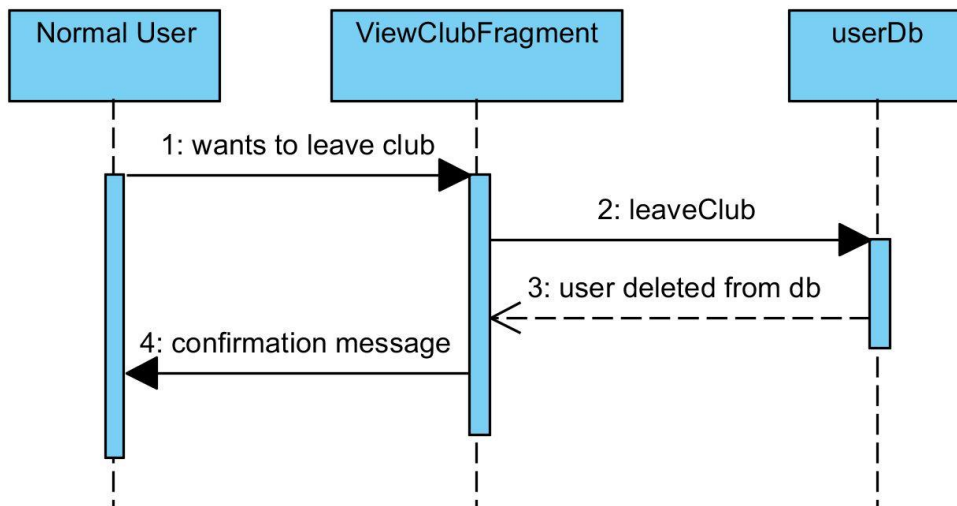 Normal User
ViewClubFragment
userDb
1: wants to leave club
2: leaveClub
3: user deleted from db
4: confirmation message